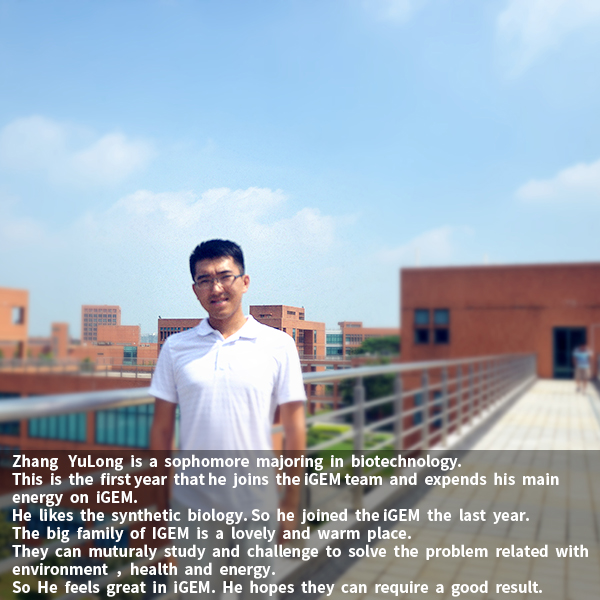 Zhang YuLong is a sophomore majoring in biotechnology.
This is the first year that he joins the iGEM team and expends his main
energy on iGEM.
He likes the synthetic biology. So he joined the iGEM the last year.
The big family of IGEM is a lovely and warm place.
They can muturaly study and challenge to solve the problem related with
environment , health and energy.
So He feels great in iGEM. He hopes they can require a good result.